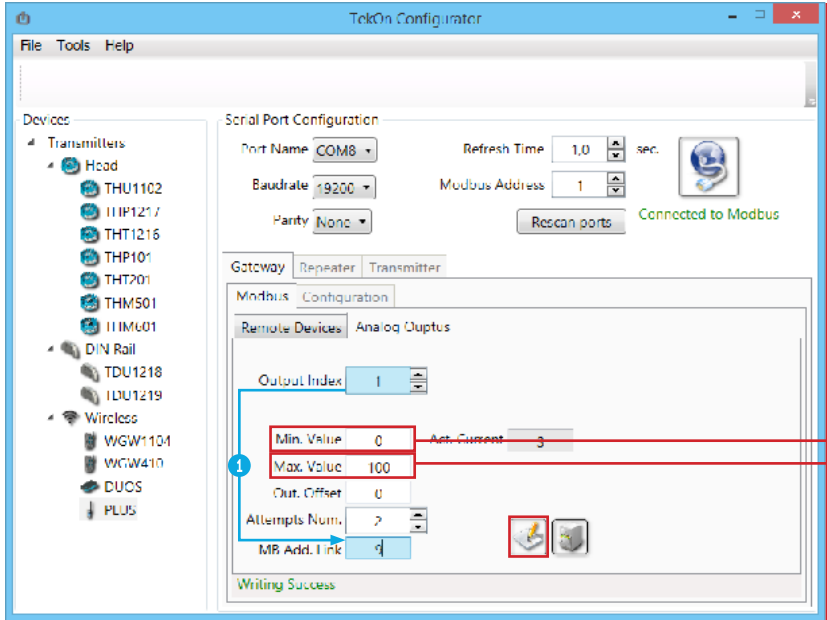 TekOn Configurator
File Tools Help
Devices
Transmitters
Head
THU1102
THP1217
THT1216
THP101
THT201
THM501
THM601
DIN Rail
TDU1218
TDU1219
Wireless
WGW1104
WGW410
DUOS
PLUS
Serial Port Configuration
Port Name COM8 Refresh Time 1,0 sec.
Baudrate 19200 Modbus Address 1
Parity None Rescan ports Connected to Modbus
Gateway Repeater Transmitter
Modbus Configuration
Remote Devices Analog Ouptus
Output Index 1
Min. Value 0 Act. Current 3
1 Max. Value 100
Out. Offset 0
Attempts Num. 2
MB Add. Link 9
Writing Success